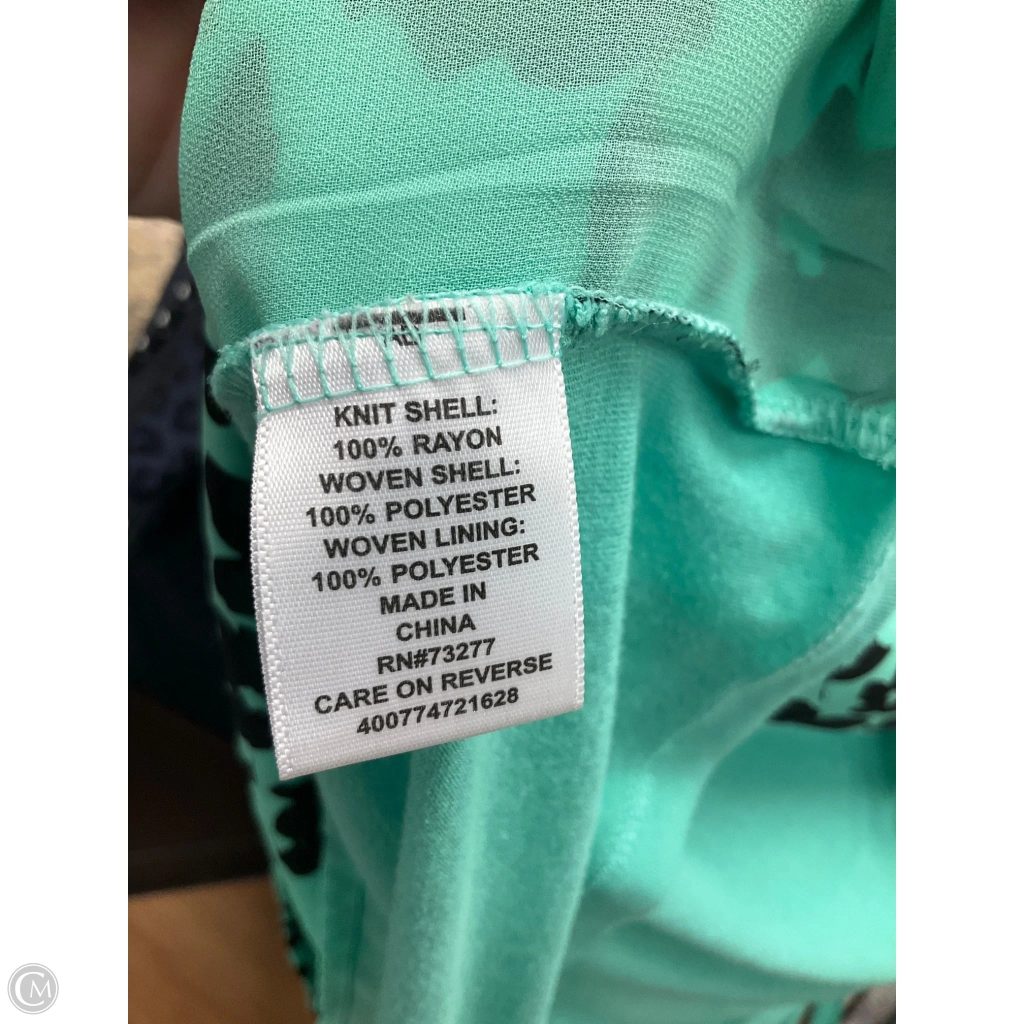 KNIT SHELL:
100% RAYON
WOVEN SHELL:
100% POLYESTER
WOVEN LINING:
100% POLYESTER
MADE IN
CHINA
RN#73277
CARE ON REVERSE
400774721628
CM